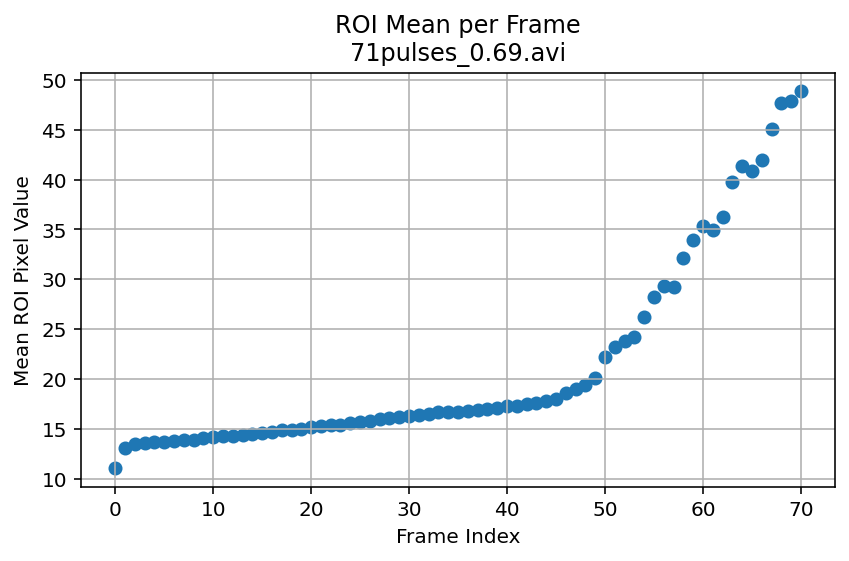 ROI Mean per Frame
71pulses_0.69.avi
50
45
40
35
30
25
20
15
10
Mean ROI Pixel Value
0 10 20 30 40 50 60 70
Frame Index